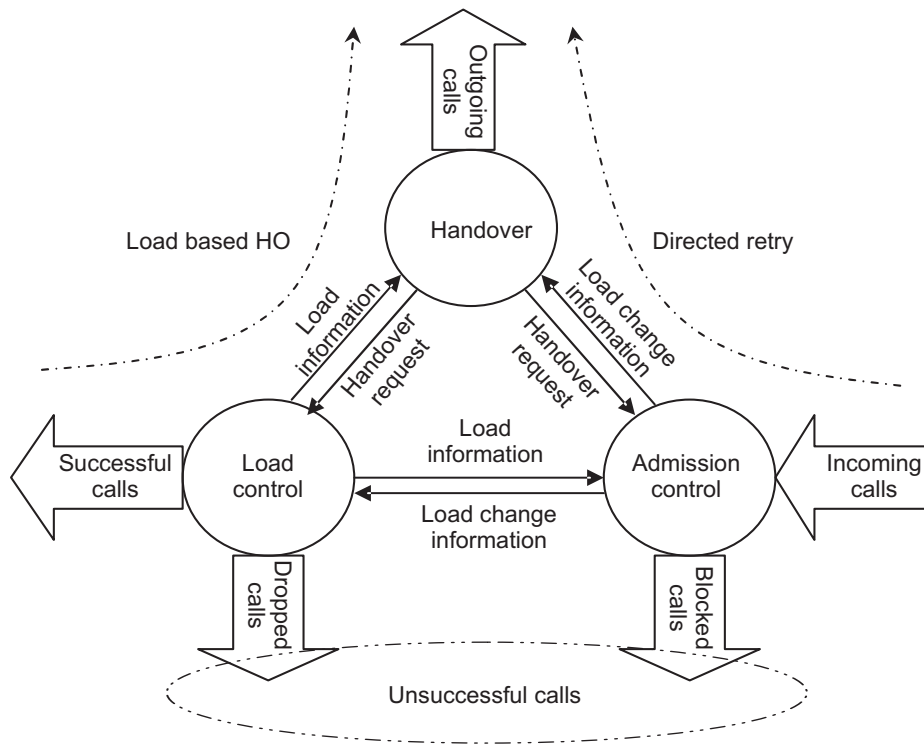 Outgoing
calls
Handover
Load based HO
Directed retry
Load
information
Handover
request
Load change
information
Handover
request
Successful
calls
Load
control
Load
information
Load change
information
Admission
control
Incoming
calls
Dropped
calls
Blocked
calls
Unsuccessful calls